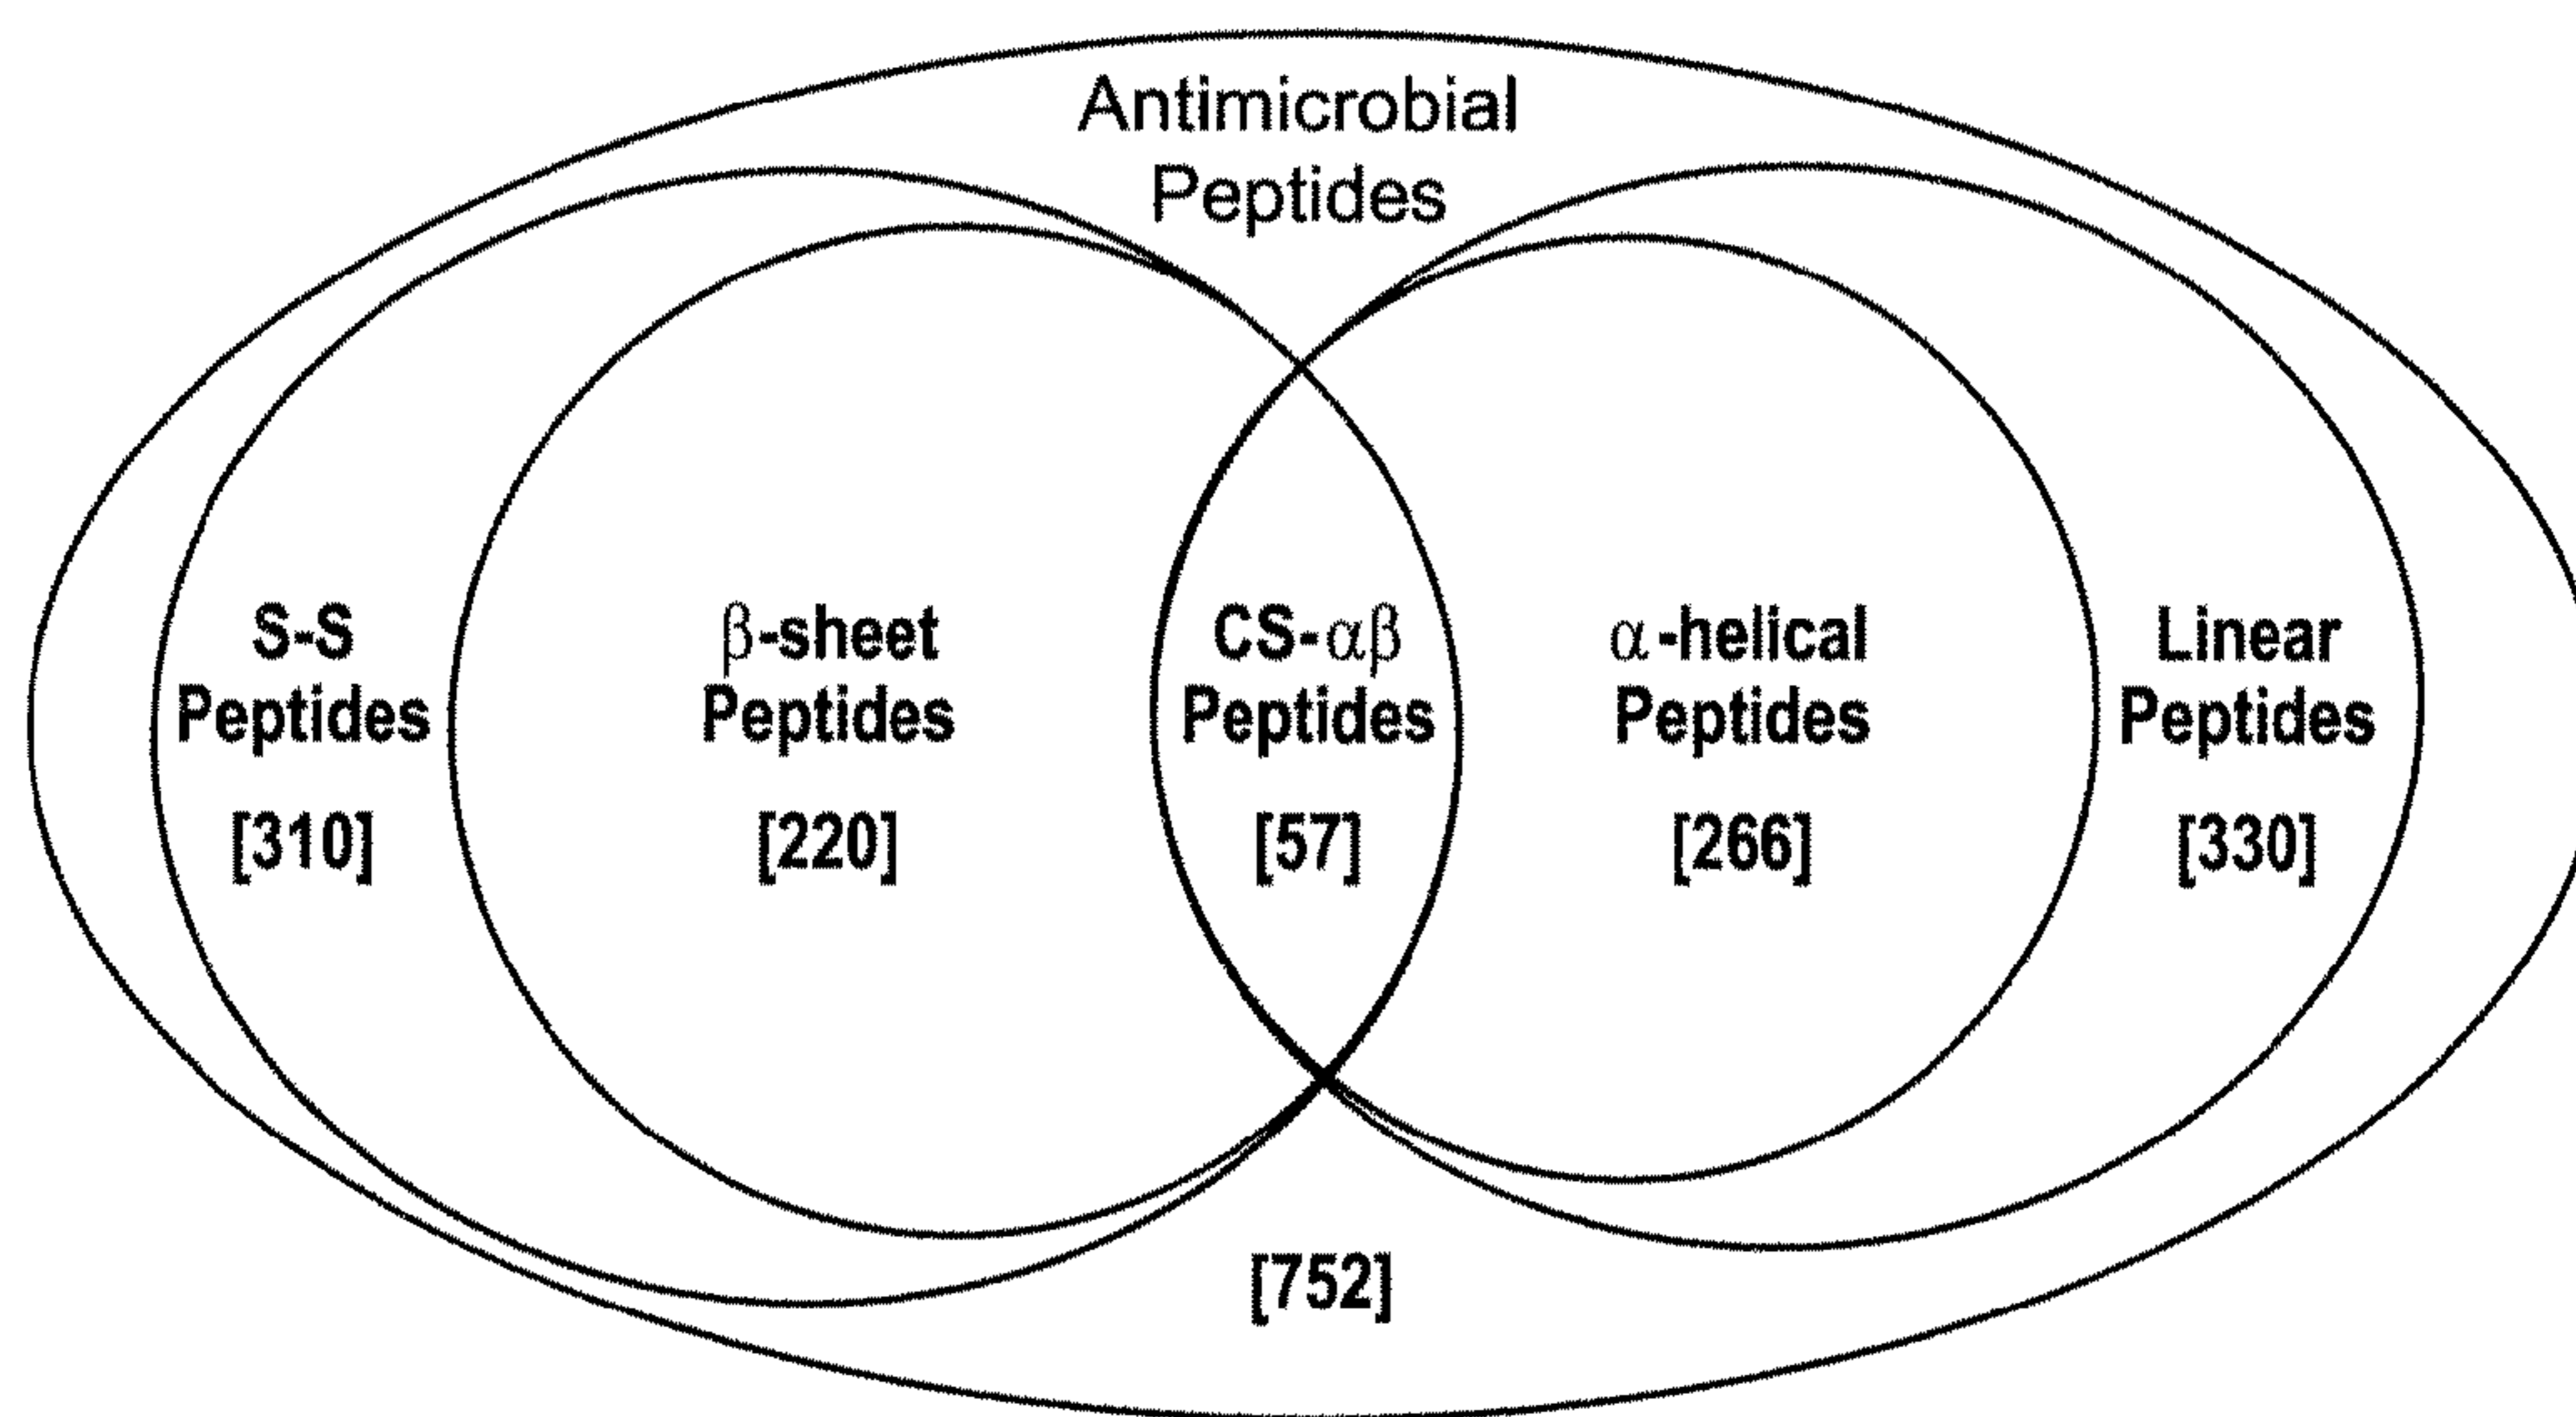 Antimicrobial
Peptides
S-S
Peptides
[310]
β-sheet
Peptides
[220]
CS-αβ
Peptides
[57]
α-helical
Peptides
[266]
Linear
Peptides
[330]
[752]